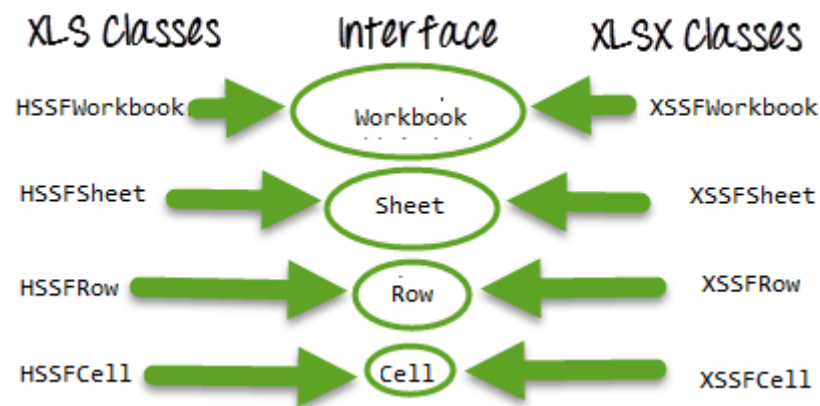 XLS Classes Interface XLSX Classes
HSSFWorkbook Workbook XSSFWorkbook
HSSFSheet Sheet XSSFSheet
HSSFRow Row XSSFRow
HSSFCell Cell XSSFCell